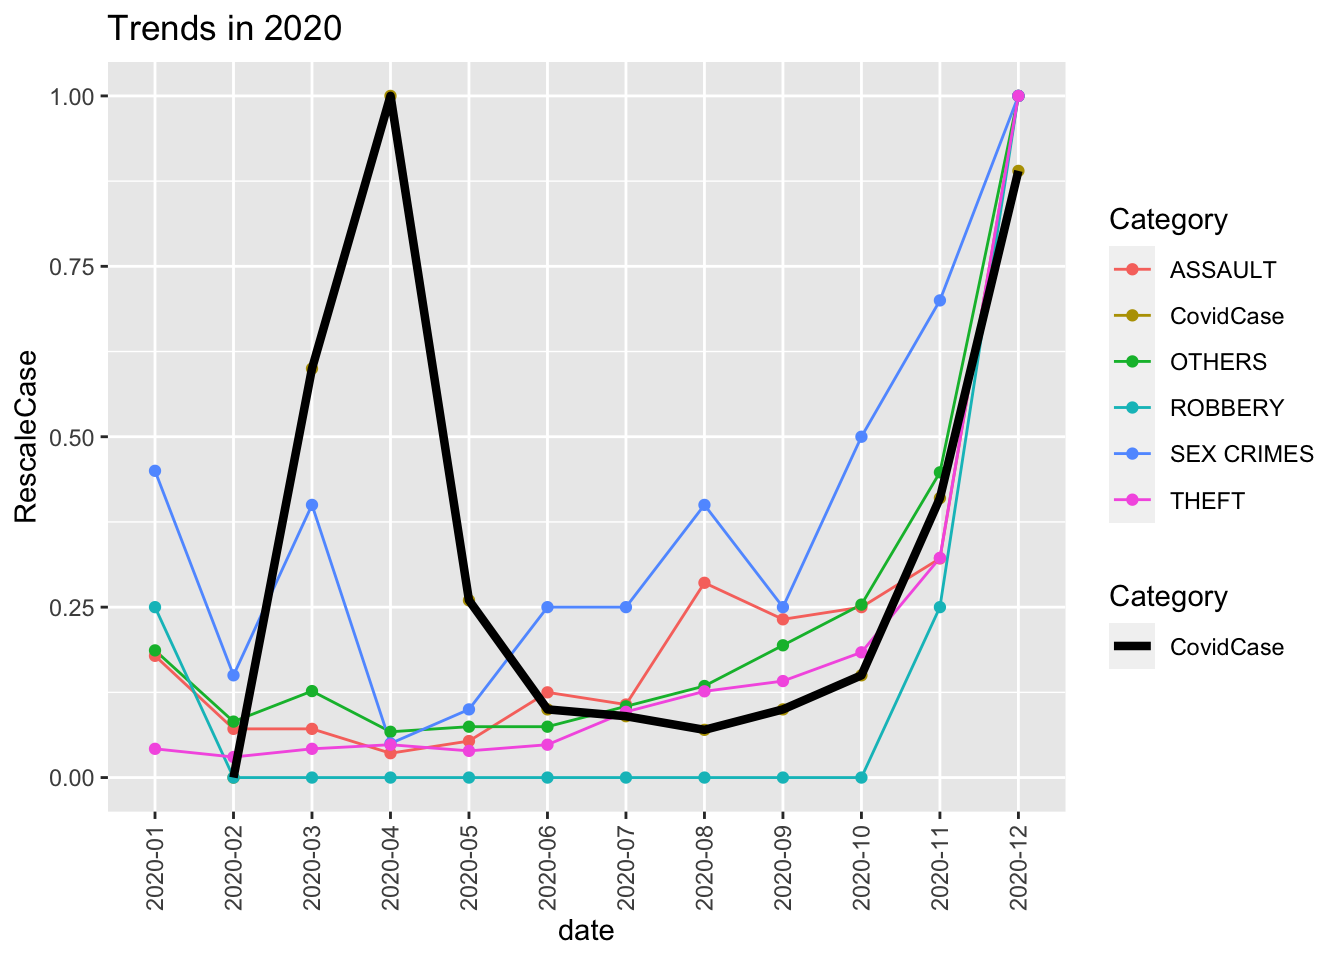 Trends in 2020
RescaleCase
1.00
0.75
0.50
0.25
0.00
2020-01
2020-02
2020-03
2020-04
2020-05
2020-06
2020-07
2020-08
2020-09
2020-10
2020-11
2020-12
date
Category
ASSAULT
CovidCase
OTHERS
ROBBERY
SEX CRIMES
THEFT
Category
CovidCase